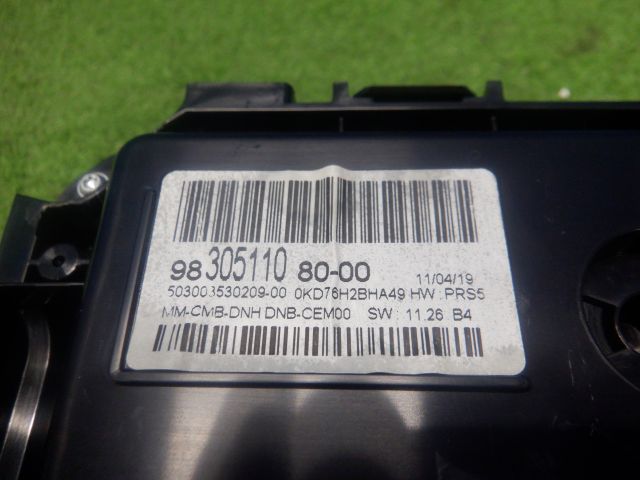 98 305110 80-00 11/04/19
503003530209-00 0KD76H2BHA49 HW : PRS5
MM-CMB-DNH DNB-CEM00 SW : 11.26 B4